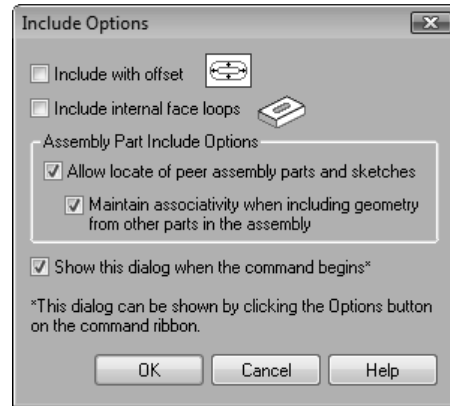 Include Options
Include with offset
Include internal face loops
Assembly Part Include Options
Allow locate of peer assembly parts and sketches
Maintain associativity when including geometry
from other parts in the assembly
Show this dialog when the command begins*
*This dialog can be shown by clicking the Options button
on the command ribbon.
OK Cancel Help